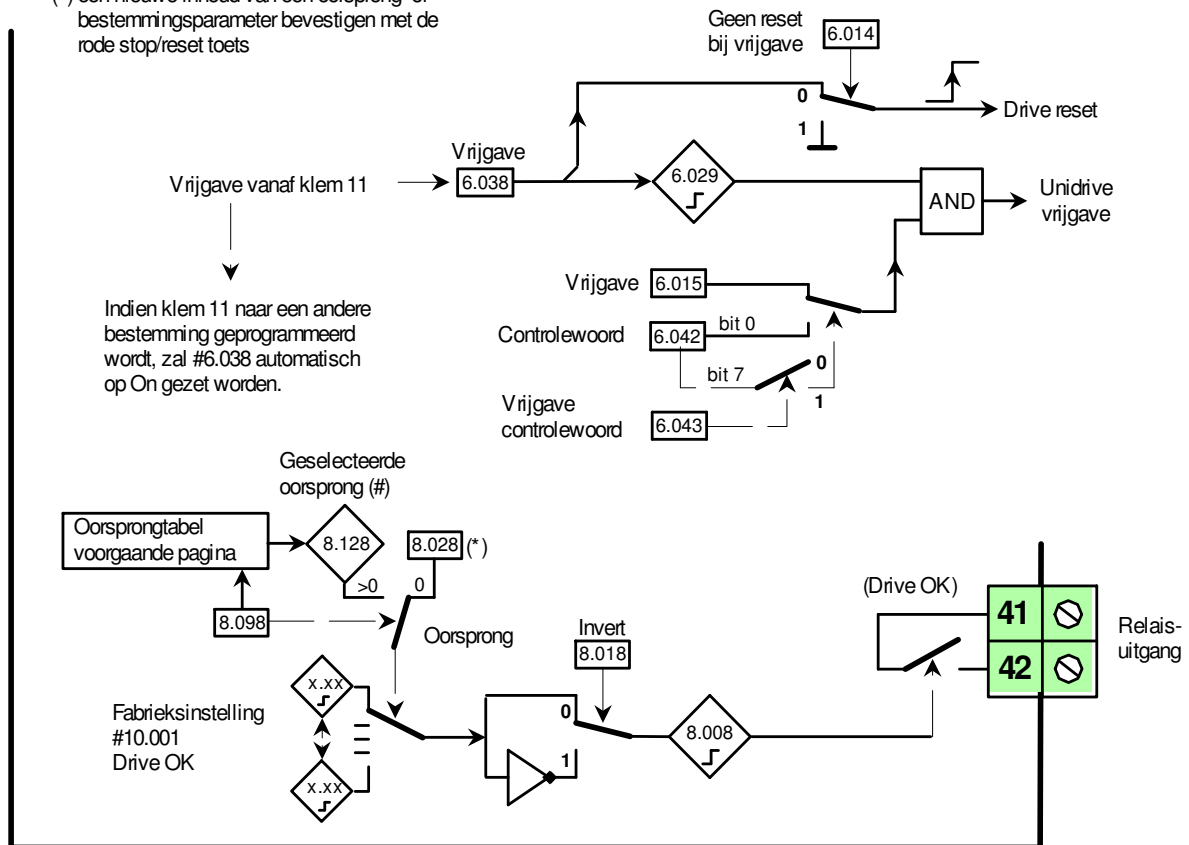 bestemmingsparameter bevestigen met de
rode stop/reset toets
Geen reset
bij vrijgave
6.014
0
1
Drive reset
Vrijgave
Vrijgave vanaf klem 11
6.038
6.029
AND
Unidrive
vrijgave
Indien klem 11 naar een andere
bestemming geprogrammeerd
wordt, zal #6.038 automatisch
op On gezet worden.
Vrijgave
6.015
Controlewoord
6.042
bit 0
bit 7
0
1
Vrijgave
controlewoord
6.043
Geselecteerde
oorsprong (#)
Oorsprongtabel
voorgaande pagina
8.128
8.028
(*)
>0
0
8.098
Oorsprong
Invert
8.018
(Drive OK)
41
42
Relais-
uitgang
x.xx
x.xx
Fabrieksinstelling
#10.001
Drive OK
0
1
8.008